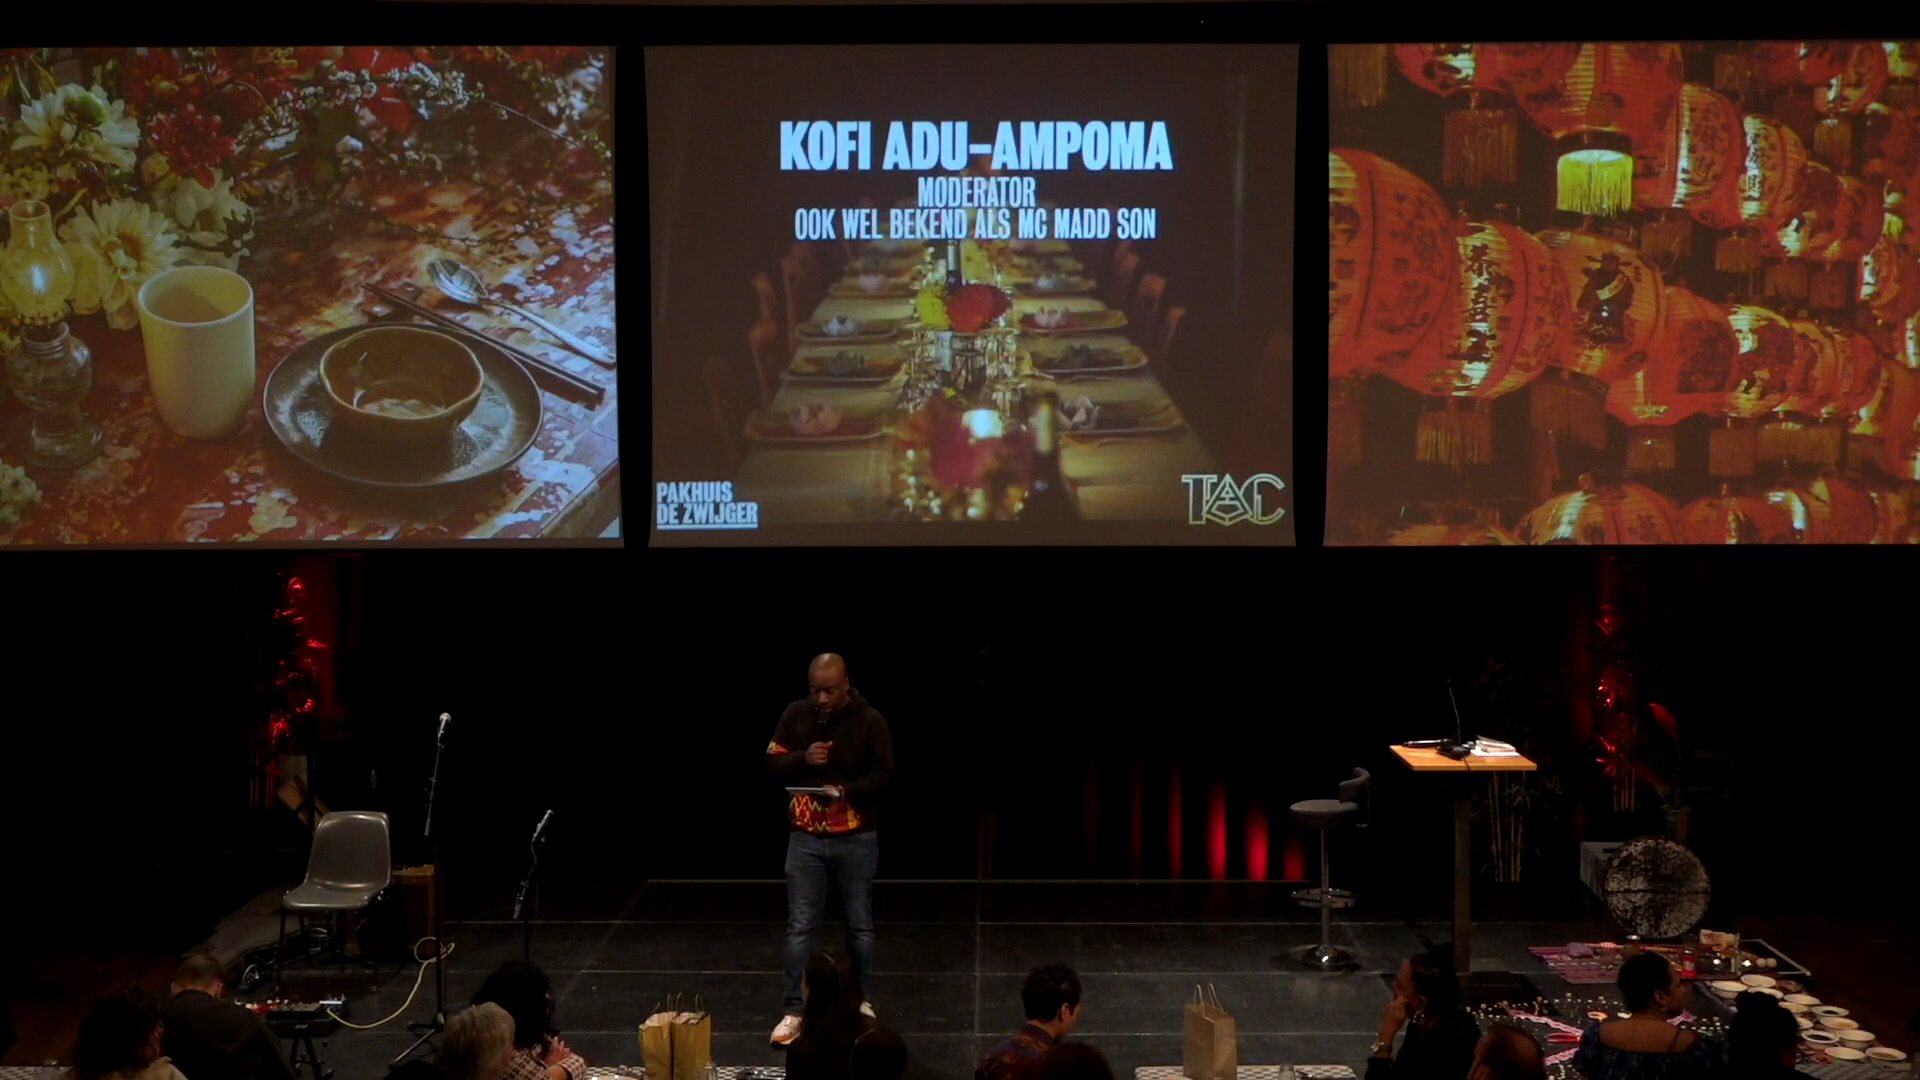 KOFI ADU-AMPOMA
MODERATOR
OOK WEL BEKEND ALS MC MADD SON
PAKHUIS
DE ZWIJGER
TAC